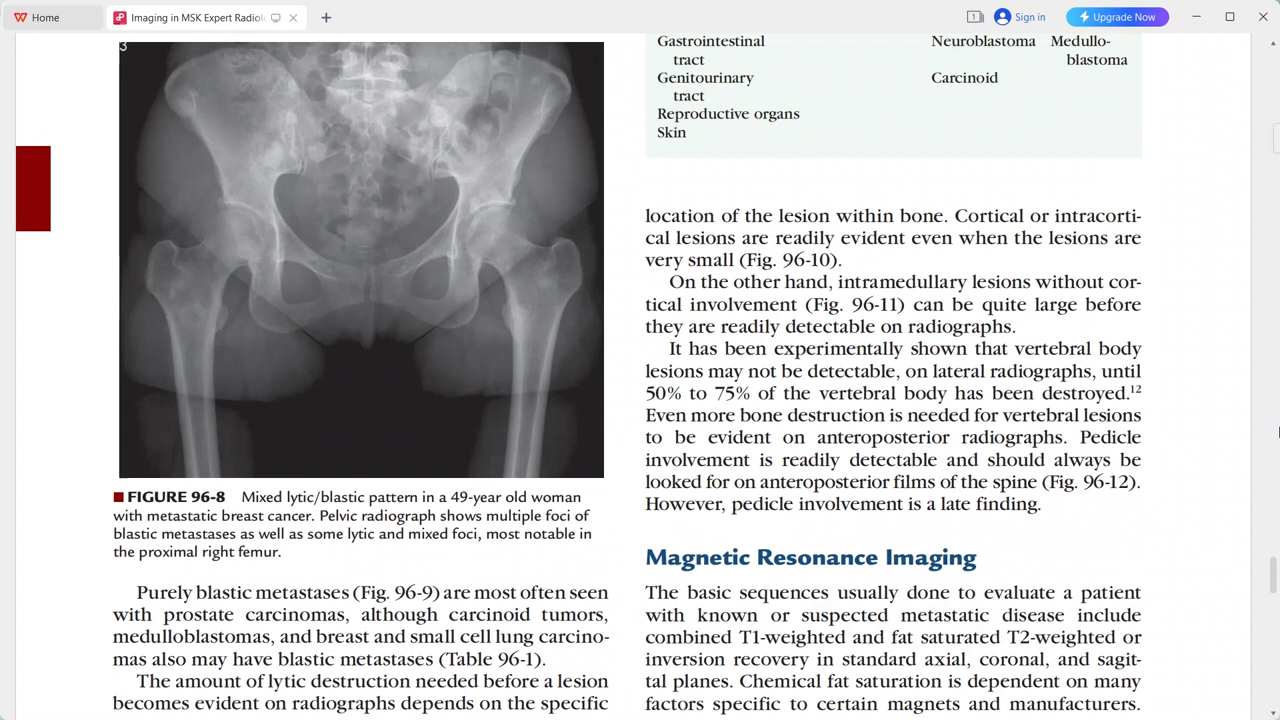 Home
Imaging in MSK Expert Radiol
Sign in
Upgrade Now
3
FIGURE 96-8 Mixed lytic/blastic pattern in a 49-year old woman
with metastatic breast cancer. Pelvic radiograph shows multiple foci of
blastic metastases as well as some lytic and mixed foci, most notable in
the proximal right femur.
Purely blastic metastases (Fig. 96-9) are most often seen
with prostate carcinomas, although carcinoid tumors,
medulloblastomas, and breast and small cell lung carcino-
mas also may have blastic metastases (Table 96-1).
The amount of lytic destruction needed before a lesion
becomes evident on radiographs depends on the specific
Gastrointestinal Neuroblastoma Medullo-
tract blastoma
Genitourinary Carcinoid
tract
Reproductive organs
Skin
location of the lesion within bone. Cortical or intracorti-
cal lesions are readily evident even when the lesions are
very small (Fig. 96-10).
On the other hand, intramedullary lesions without cor-
tical involvement (Fig. 96-11) can be quite large before
they are readily detectable on radiographs.
It has been experimentally shown that vertebral body
lesions may not be detectable, on lateral radiographs, until
50% to 75% of the vertebral body has been destroyed.¹²
Even more bone destruction is needed for vertebral lesions
to be evident on anteroposterior radiographs. Pedicle
involvement is readily detectable and should always be
looked for on anteroposterior films of the spine (Fig. 96-12).
However, pedicle involvement is a late finding.
Magnetic Resonance Imaging
The basic sequences usually done to evaluate a patient
with known or suspected metastatic disease include
combined T1-weighted and fat saturated T2-weighted or
inversion recovery in standard axial, coronal, and sagit-
tal planes. Chemical fat saturation is dependent on many
factors specific to certain magnets and manufacturers.